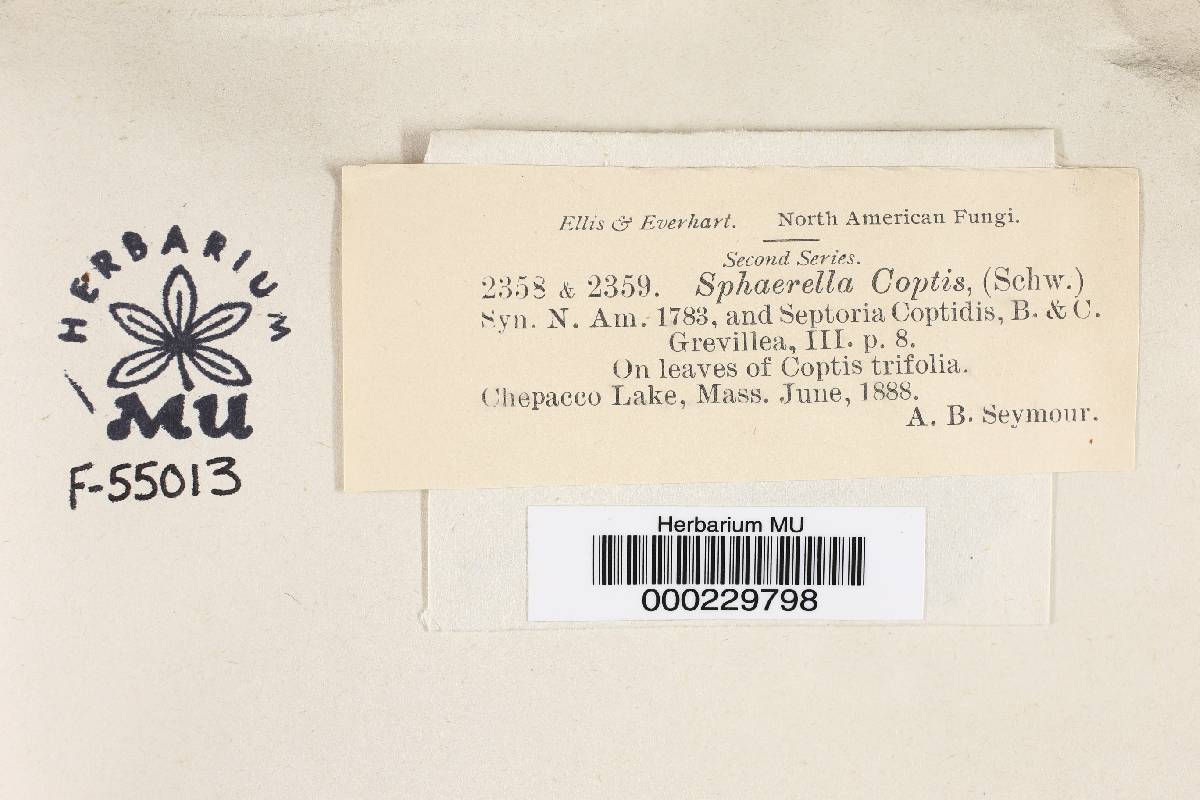 HERBARIUM
MU
F-55013
Ellis & Everhart. North American Fungi.
Second Series.
2358 & 2359. Sphaerella Coptis, (Schw.)
Syn. N. Am. 1783, and Septoria Coptidis, B. & C.
Grevillea, III. p. 8.
On leaves of Coptis trifolia.
Chepacco Lake, Mass. June, 1888.
A. B. Seymour.
Herbarium MU
000229798